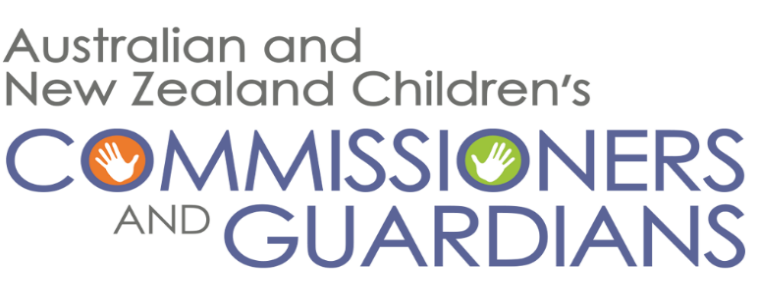 Australian and
New Zealand Children's
COMMISSIONERS
AND GUARDIANS